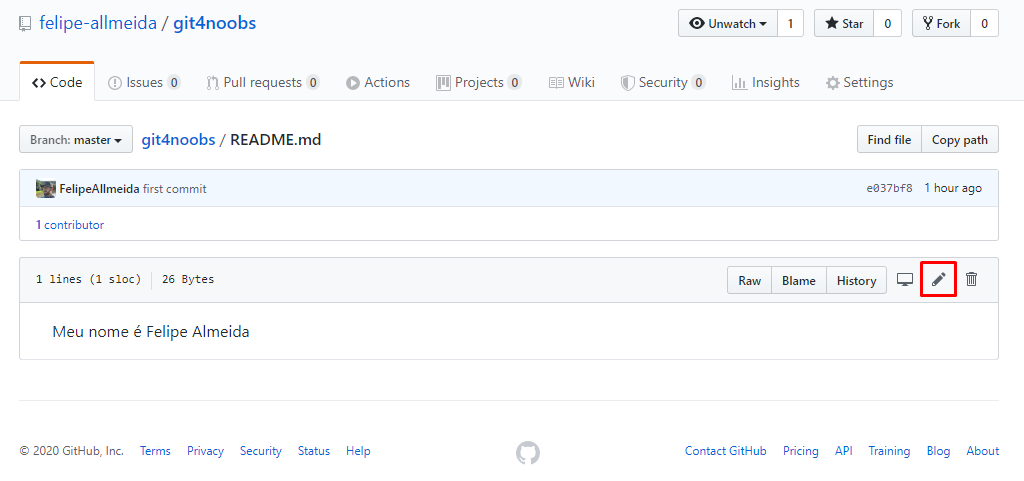 felipe-allmeida / git4noobs
Unwatch 1 Star 0 Fork 0
Code Issues 0 Pull requests 0 Actions Projects 0 Wiki Security 0 Insights Settings
Branch: master git4noobs / README.md Find file Copy path
FelipeAllmeida first commit e037bf8 1 hour ago
1 contributor
1 lines (1 sloc) 26 Bytes Raw Blame History
Meu nome é Felipe Almeida
© 2020 GitHub, Inc. Terms Privacy Security Status Help Contact GitHub Pricing API Training Blog About